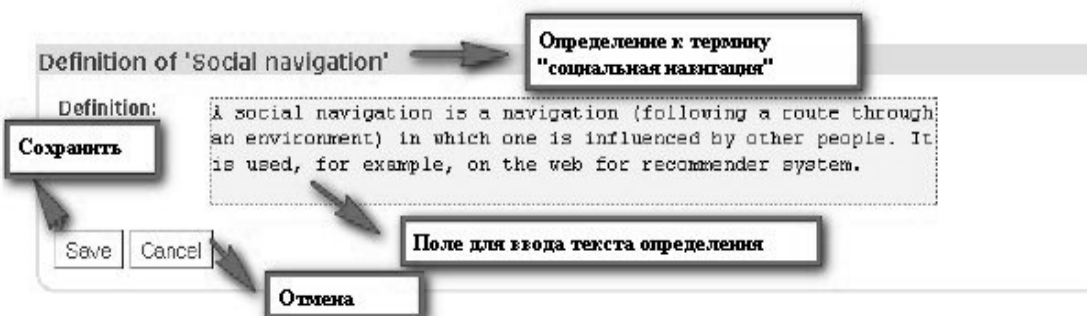 Определение к термину
"социальная навигация"
Definition of 'Social navigation'
Definition:
A social navigation is a navigation (following a route through
an environment) in which one is influenced by other people. It
is used, for example, on the web for recommender system.
Сохранить
Поле для ввода текста определения
Save
Cancel
Отмена